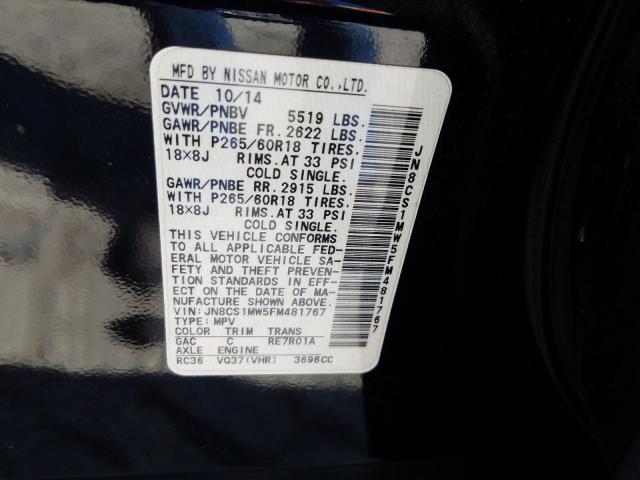 MFD BY NISSAN MOTOR CO.,LTD.
DATE 10/14
GVWR/PNBV 5519 LBS.
GAWR/PNBE FR. 2622 LBS.
WITH P265/60R18 TIRES.
18×8J RIMS.AT 33 PSI
COLD SINGLE.
GAWR/PNBE RR. 2915 LBS.
WITH P265/60R18 TIRES.
18×8J RIMS.AT 33 PSI
COLD SINGLE.
THIS VEHICLE CONFORMS
TO ALL APPLICABLE FED-
ERAL MOTOR VEHICLE SA-
FETY AND THEFT PREVEN-
TION STANDARDS IN EFF-
ECT ON THE DATE OF MA-
NUFACTURE SHOWN ABOVE.
VIN: JN8CS1MW5FM481767
TYPE: MPV
COLOR TRIM TRANS
GAC C RE7R01A
AXLE ENGINE
RC36 VQ37(VHR) 3696CC
JN8CS1MW5FM481767